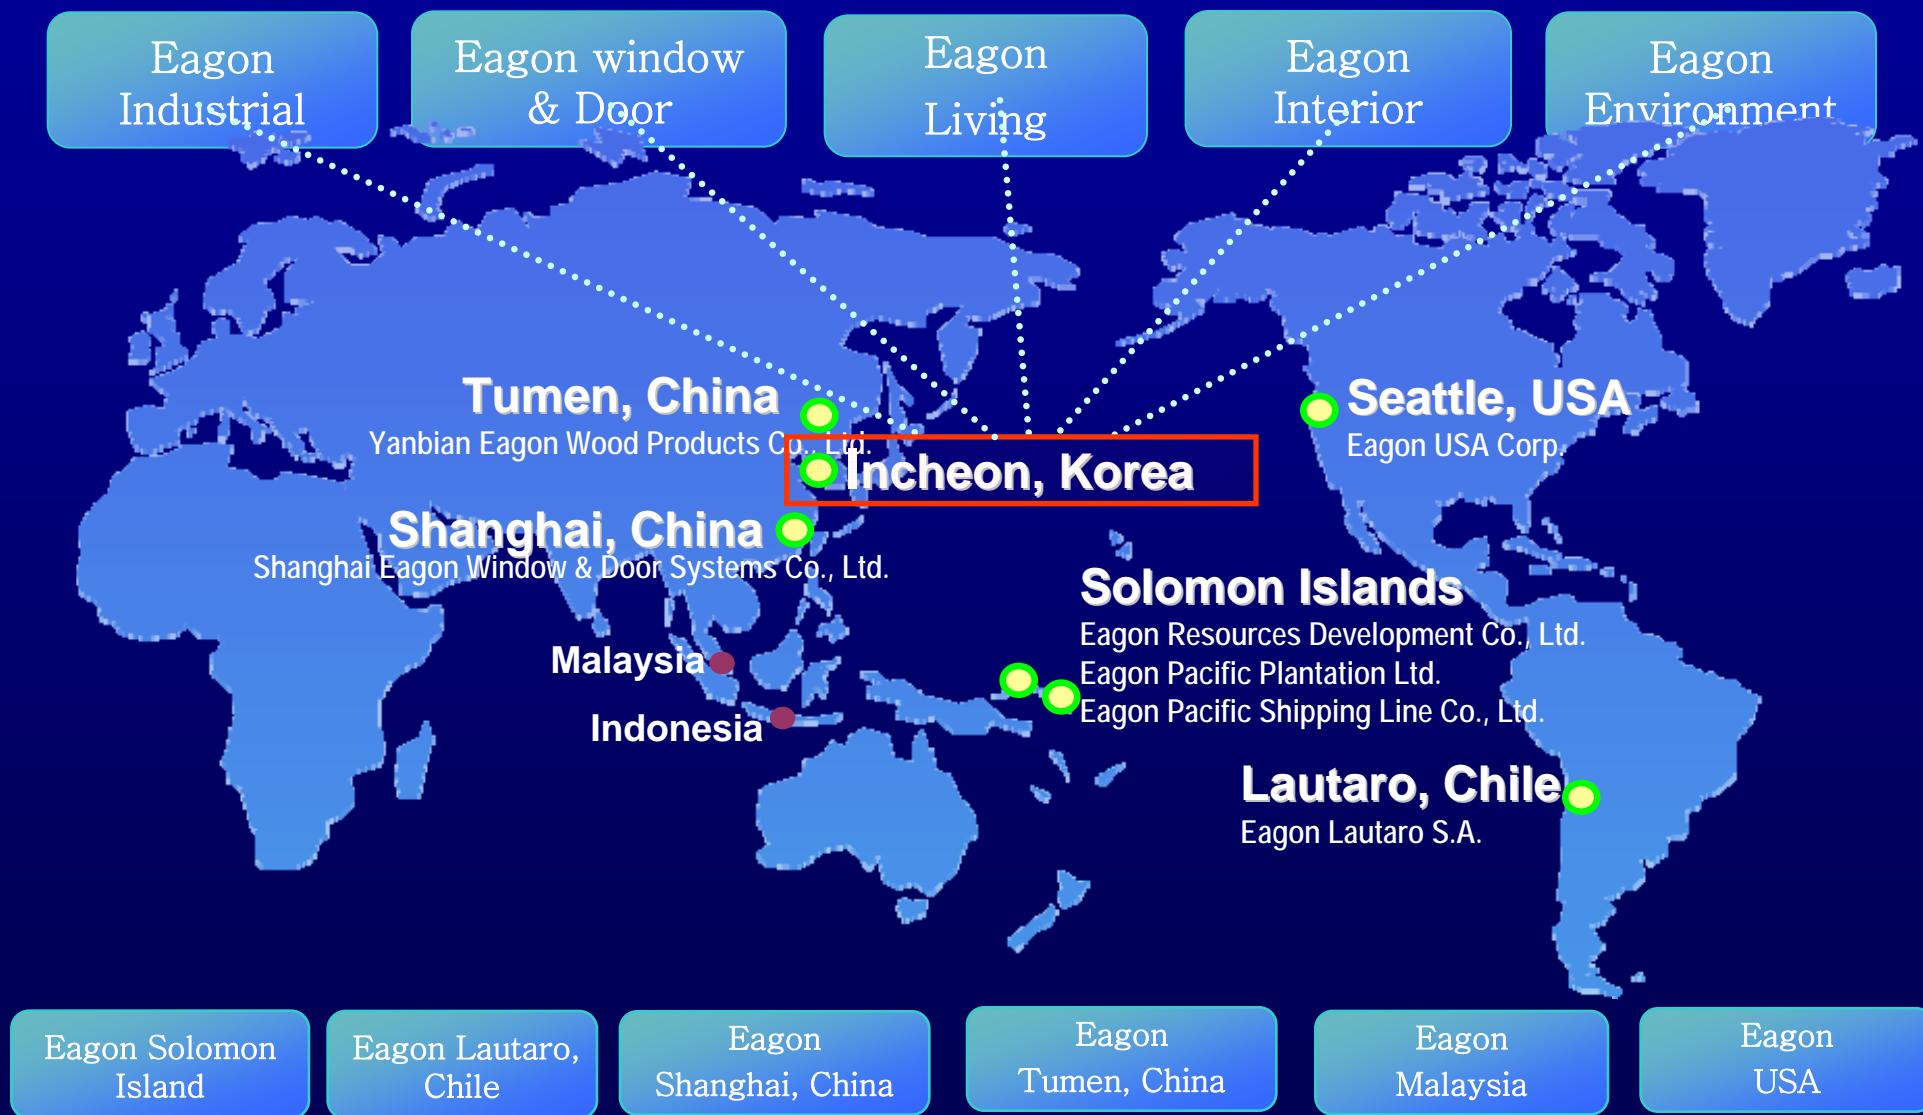 Eagon
Industrial
Eagon window
& Door
Eagon
Living
Eagon
Interior
Eagon
Environment
Tumen, China
Yanbian Eagon Wood Products Co., Ltd.
Incheon, Korea
Shanghai, China
Shanghai Eagon Window & Door Systems Co., Ltd.
Seattle, USA
Eagon USA Corp.
Solomon Islands
Eagon Resources Development Co., Ltd.
Eagon Pacific Plantation Ltd.
Eagon Pacific Shipping Line Co., Ltd.
Malaysia
Indonesia
Lautaro, Chile
Eagon Lautaro S.A.
Eagon Solomon
Island
Eagon Lautaro,
Chile
Eagon
Shanghai, China
Eagon
Tumen, China
Eagon
Malaysia
Eagon
USA